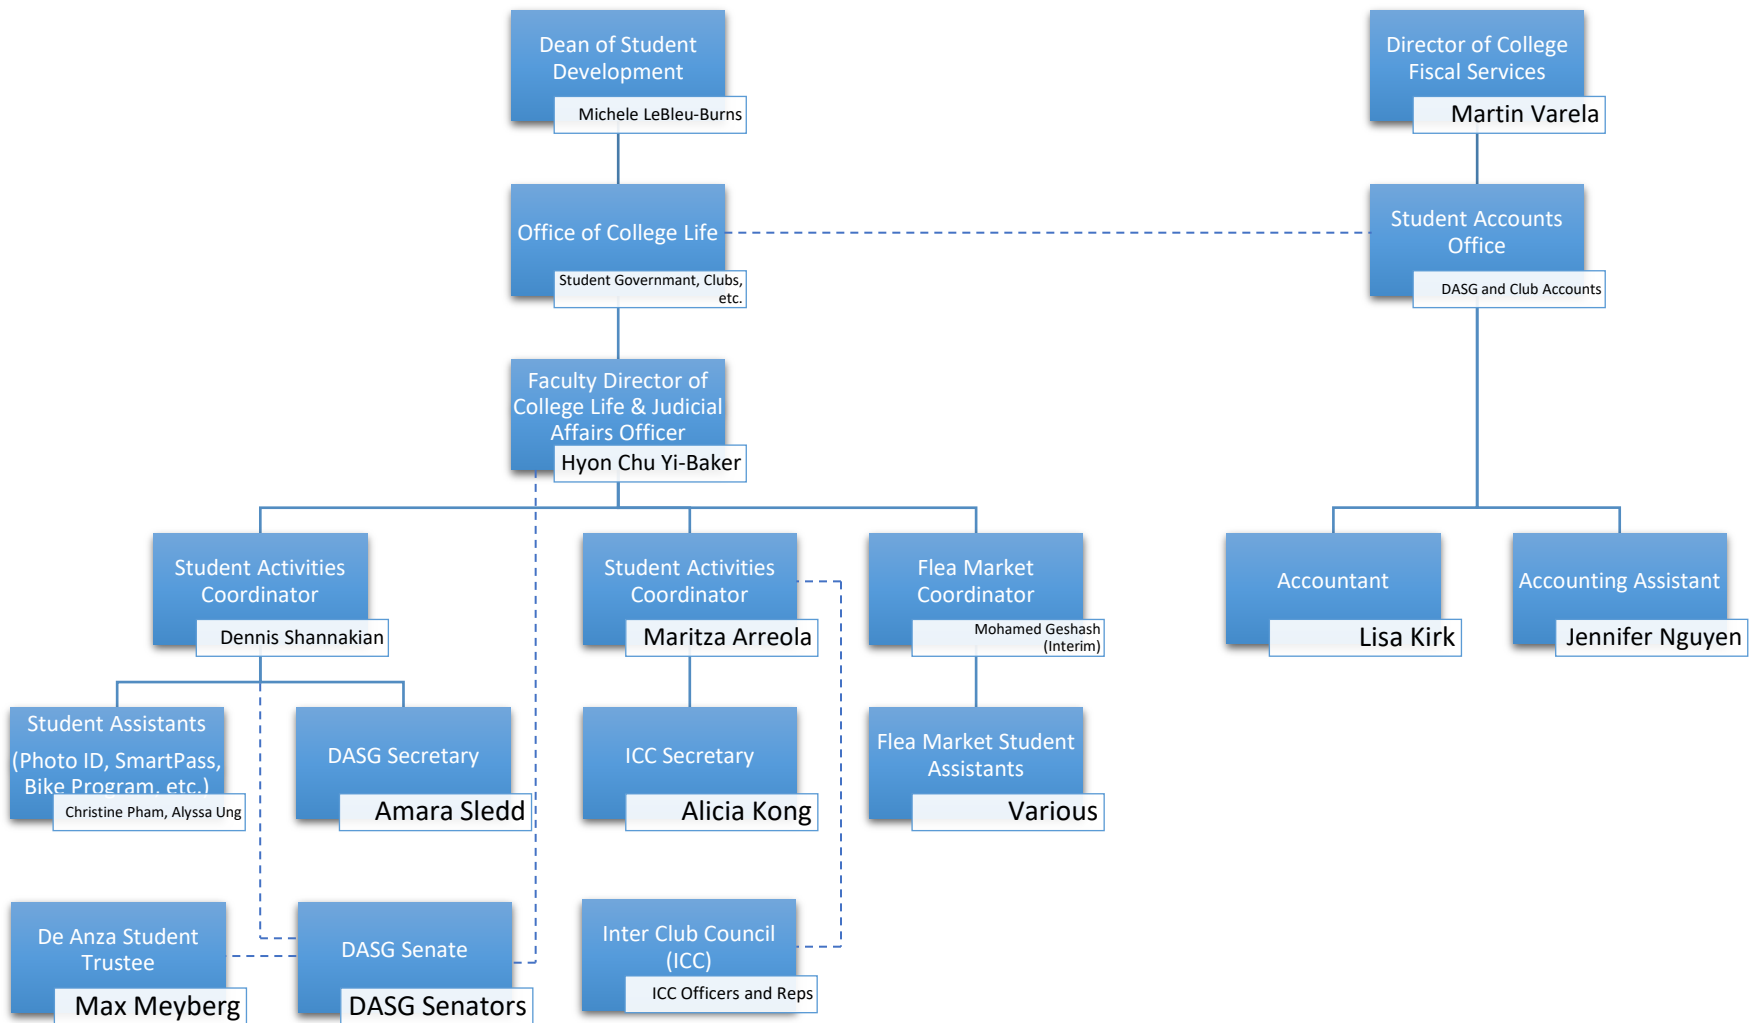 Dean of Student
Development
Michele LeBleu-Burns
Director of College
Fiscal Services
Martin Varela
Office of College Life
Student Governmant, Clubs,
etc.
Student Accounts
Office
DASG and Club Accounts
Faculty Director of
College Life & Judicial
Affairs Officer
Hyon Chu Yi-Baker
Student Activities
Coordinator
Dennis Shannakian
Student Activities
Coordinator
Maritza Arreola
Flea Market
Coordinator
Mohamed Geshash
(Interim)
Accountant
Lisa Kirk
Accounting Assistant
Jennifer Nguyen
Student Assistants
(Photo ID, SmartPass,
Bike Program, etc.)
Christine Pham, Alyssa Ung
DASG Secretary
Amara Sledd
ICC Secretary
Alicia Kong
Flea Market Student
Assistants
Various
De Anza Student
Trustee
Max Meyberg
DASG Senate
DASG Senators
Inter Club Council
(ICC)
ICC Officers and Reps